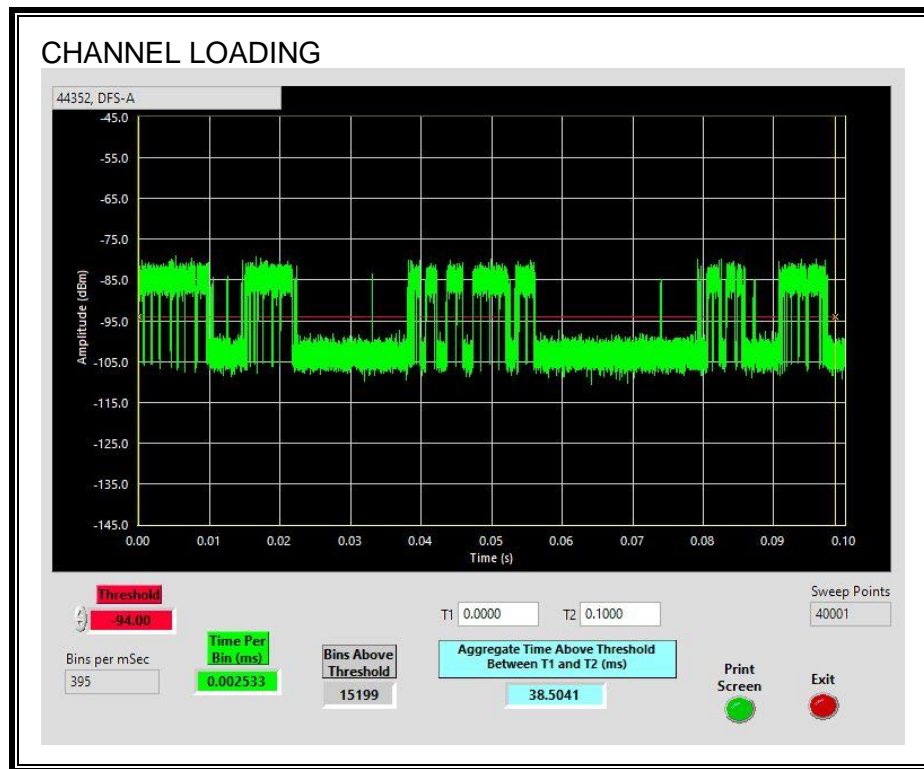 CHANNEL LOADING
44352, DFS-A
-45.0
-55.0
-65.0
-75.0
-85.0
-95.0
-105.0
-115.0
-125.0
-135.0
-145.0
Amplitude (dBm)
0.00 0.01 0.02 0.03 0.04 0.05 0.06 0.07 0.08 0.09 0.10
Time (s)
Threshold
-94.00
Bins per mSec
395
Time Per
Bin (ms)
0.002533
Bins Above
Threshold
15199
T1 0.0000 T2 0.1000
Aggregate Time Above Threshold
Between T1 and T2 (ms)
38.5041
Sweep Points
40001
Print
Screen
Exit